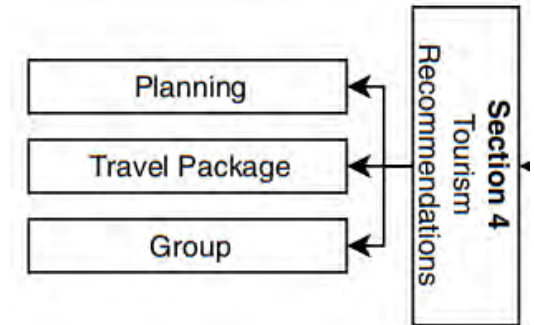 Planning
Travel Package
Group
Section 4
Tourism
Recommendations